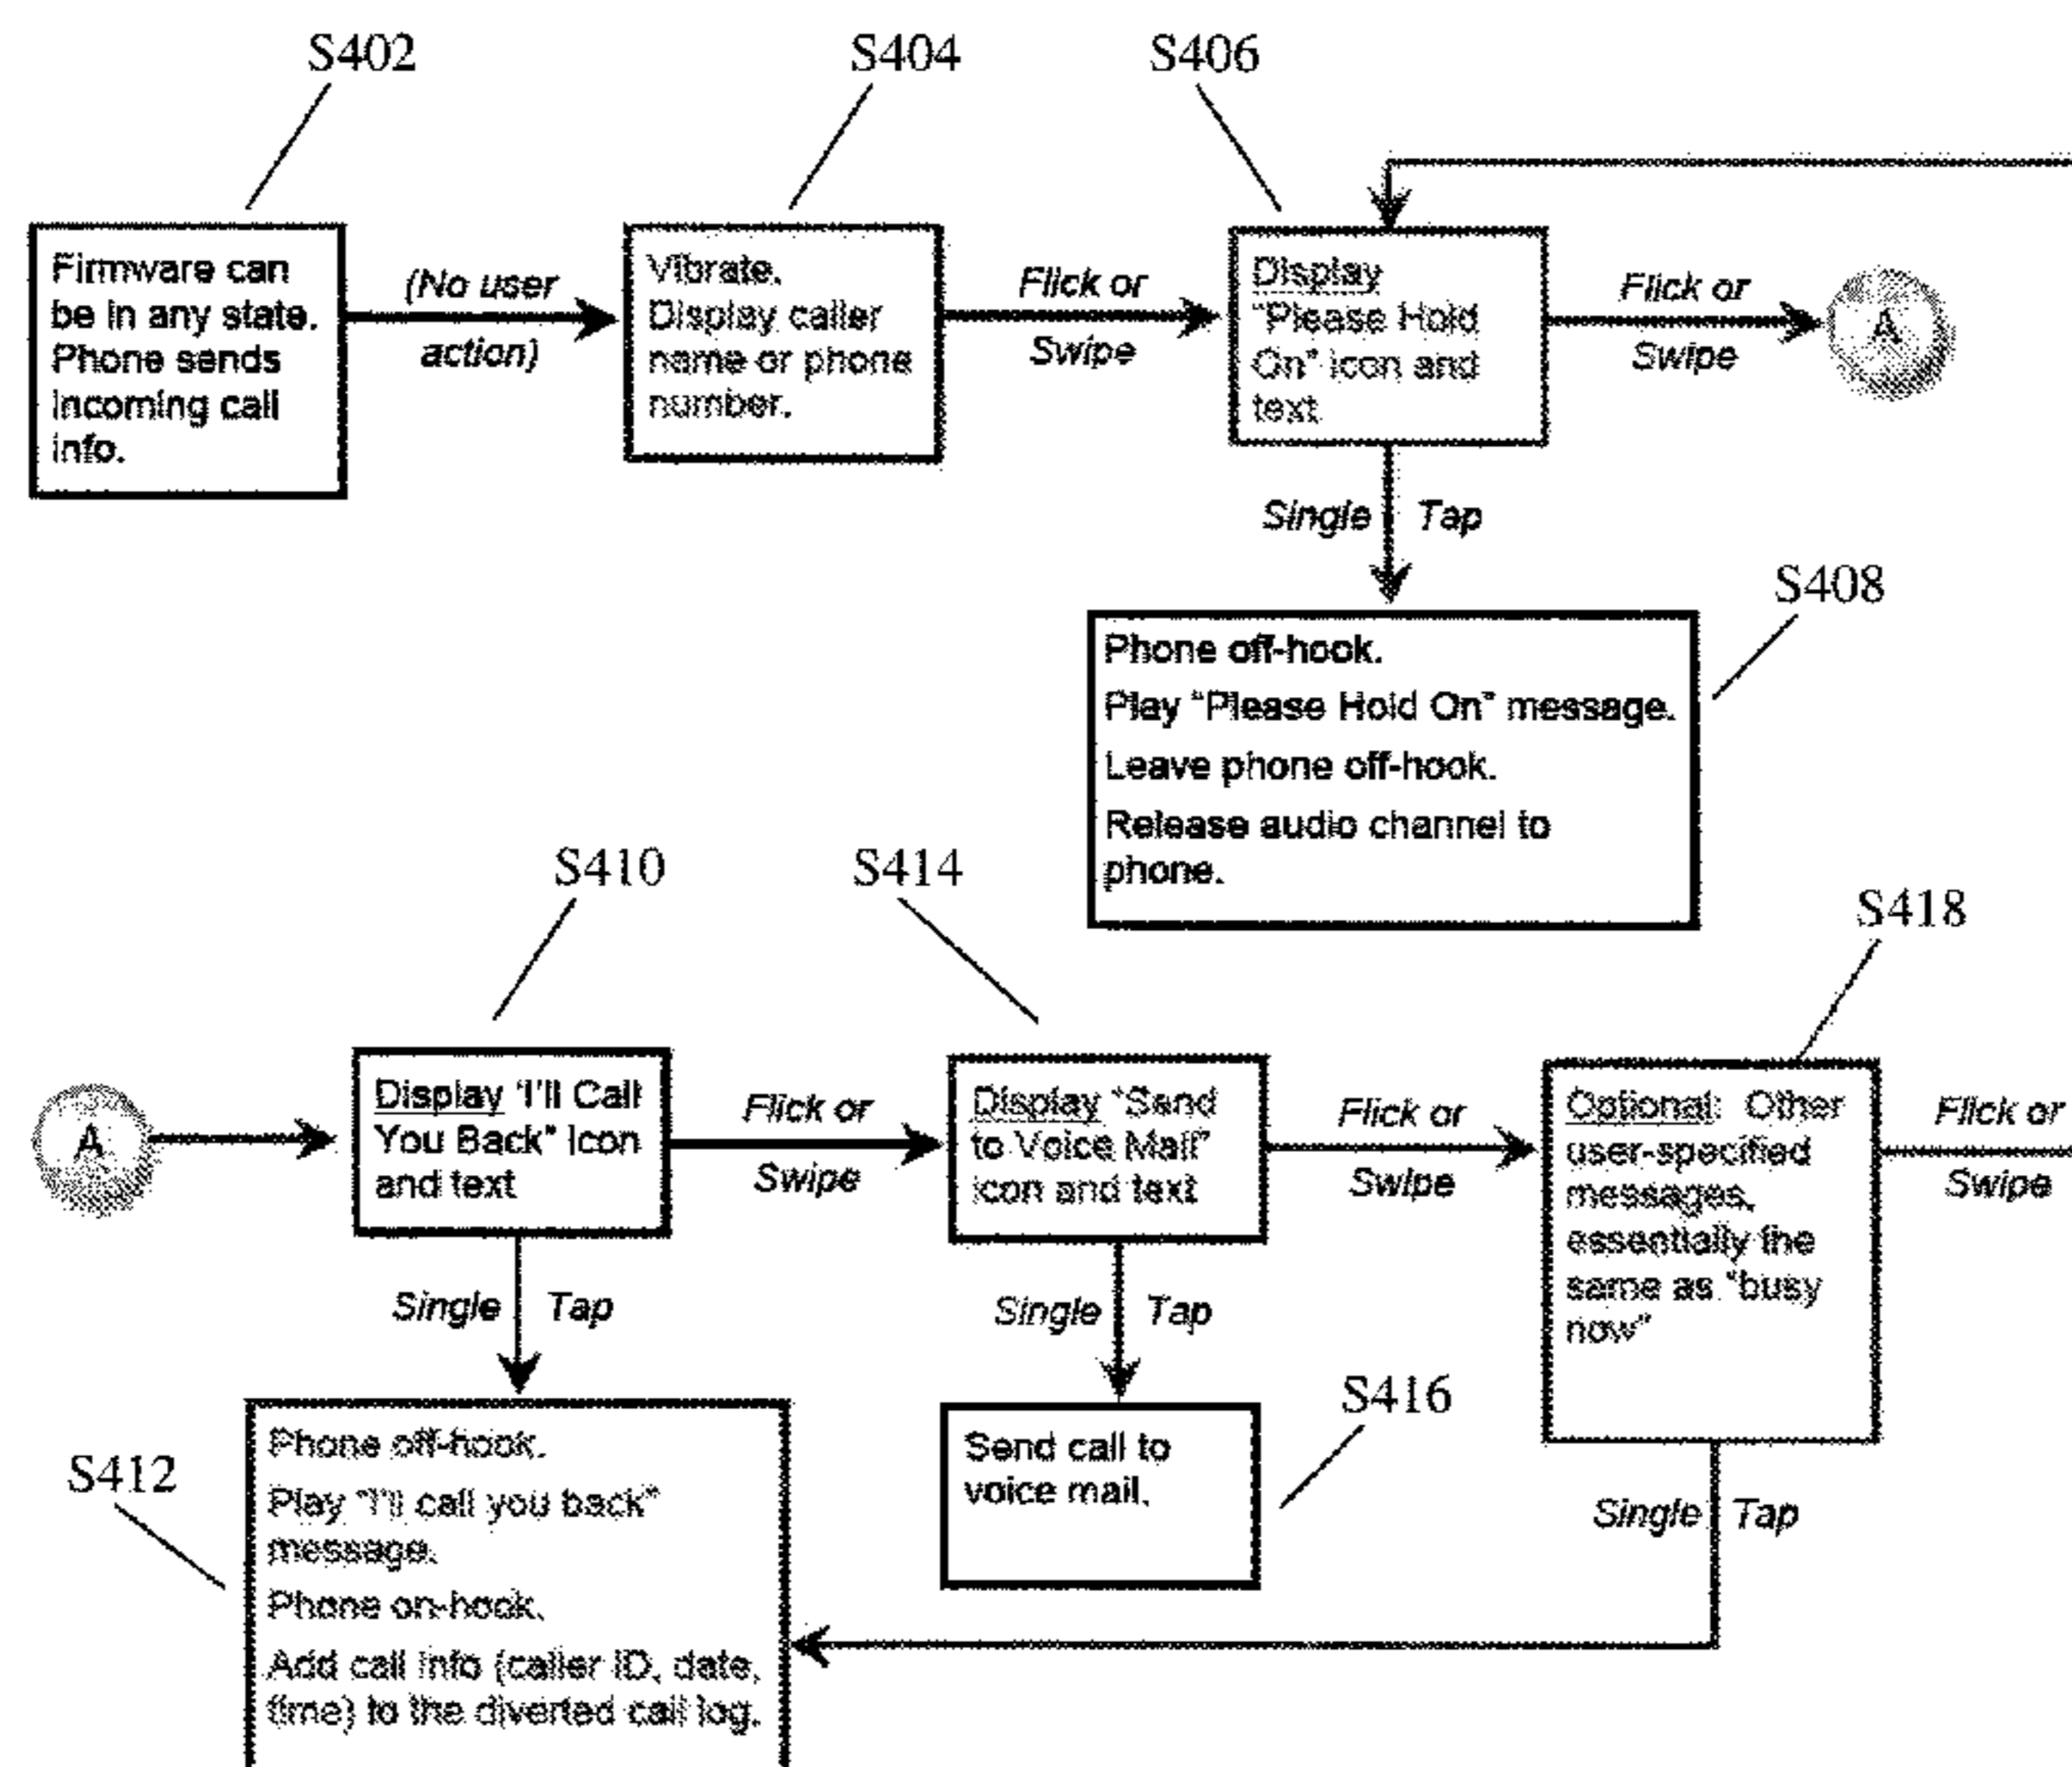 S402
S404
S406
Firmware can
be in any state.
Phone sends
incoming call
info.
(No user
action)
Vibrate.
Display caller
name or phone
number.
Flick or
Swipe
Display
"Please Hold
On" icon and
text
Flick or
Swipe
A
Single Tap
S408
Phone off-hook.
Play "Please Hold On" message.
Leave phone off-hook.
Release audio channel to
phone.
S410
S414
S418
A
Display 'I'll Call
You Back" icon
and text
Flick or
Swipe
Display "Send
to Voice Mail"
icon and text
Flick or
Swipe
Optional: Other
user-specified
messages,
essentially the
same as "busy
now"
Flick or
Swipe
Single Tap
Single Tap
S416
Single Tap
S412
Phone off-hook.
Play "I'll call you back"
message.
Phone on-hook.
Add call info (caller ID, date,
time) to the diverted call log.
Send call to
voice mail.